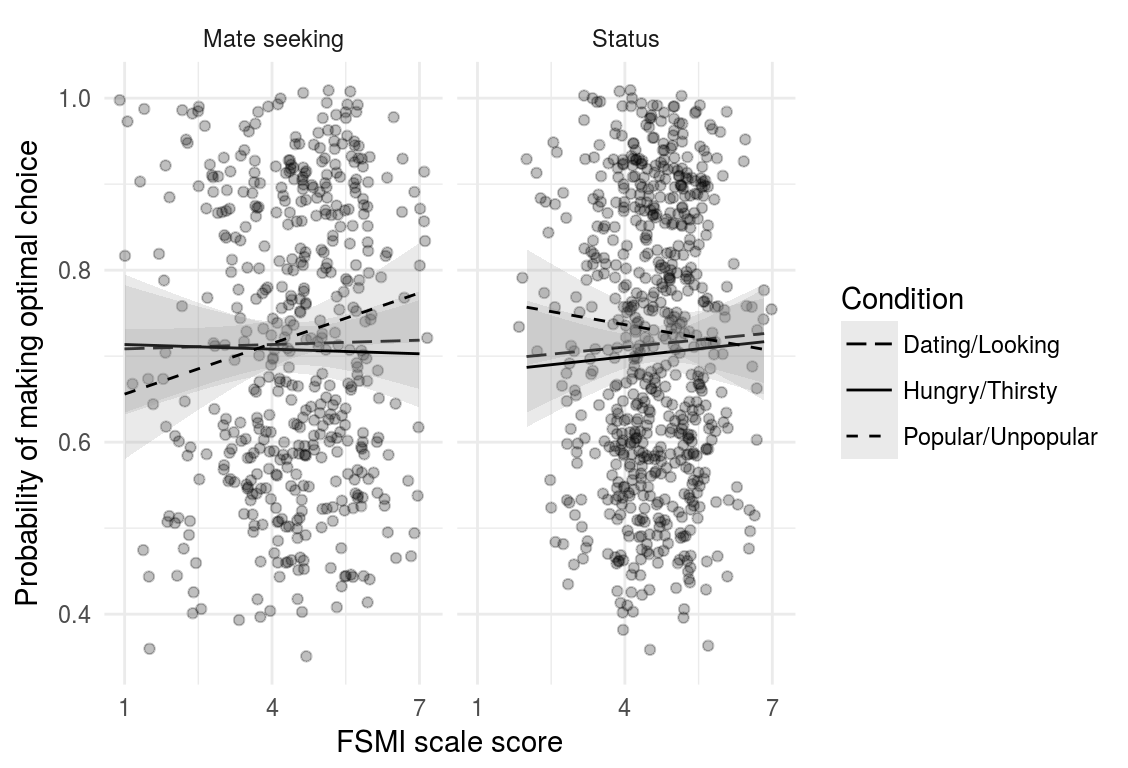 Mate seeking
Status
Probability of making optimal choice
1.0
0.8
0.6
0.4
1
4
7
1
4
7
FSMI scale score
Condition
Dating/Looking
Hungry/Thirsty
Popular/Unpopular